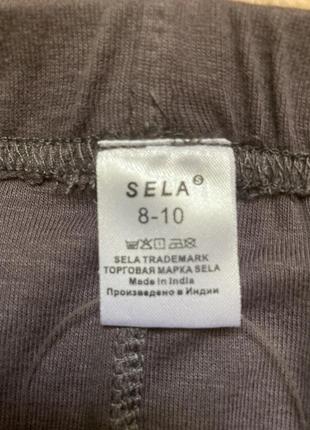 SELA®
8-10
SELA TRADEMARK
ТОРГОВАЯ МАРКА SELA
Made in India
Произведено в Индии